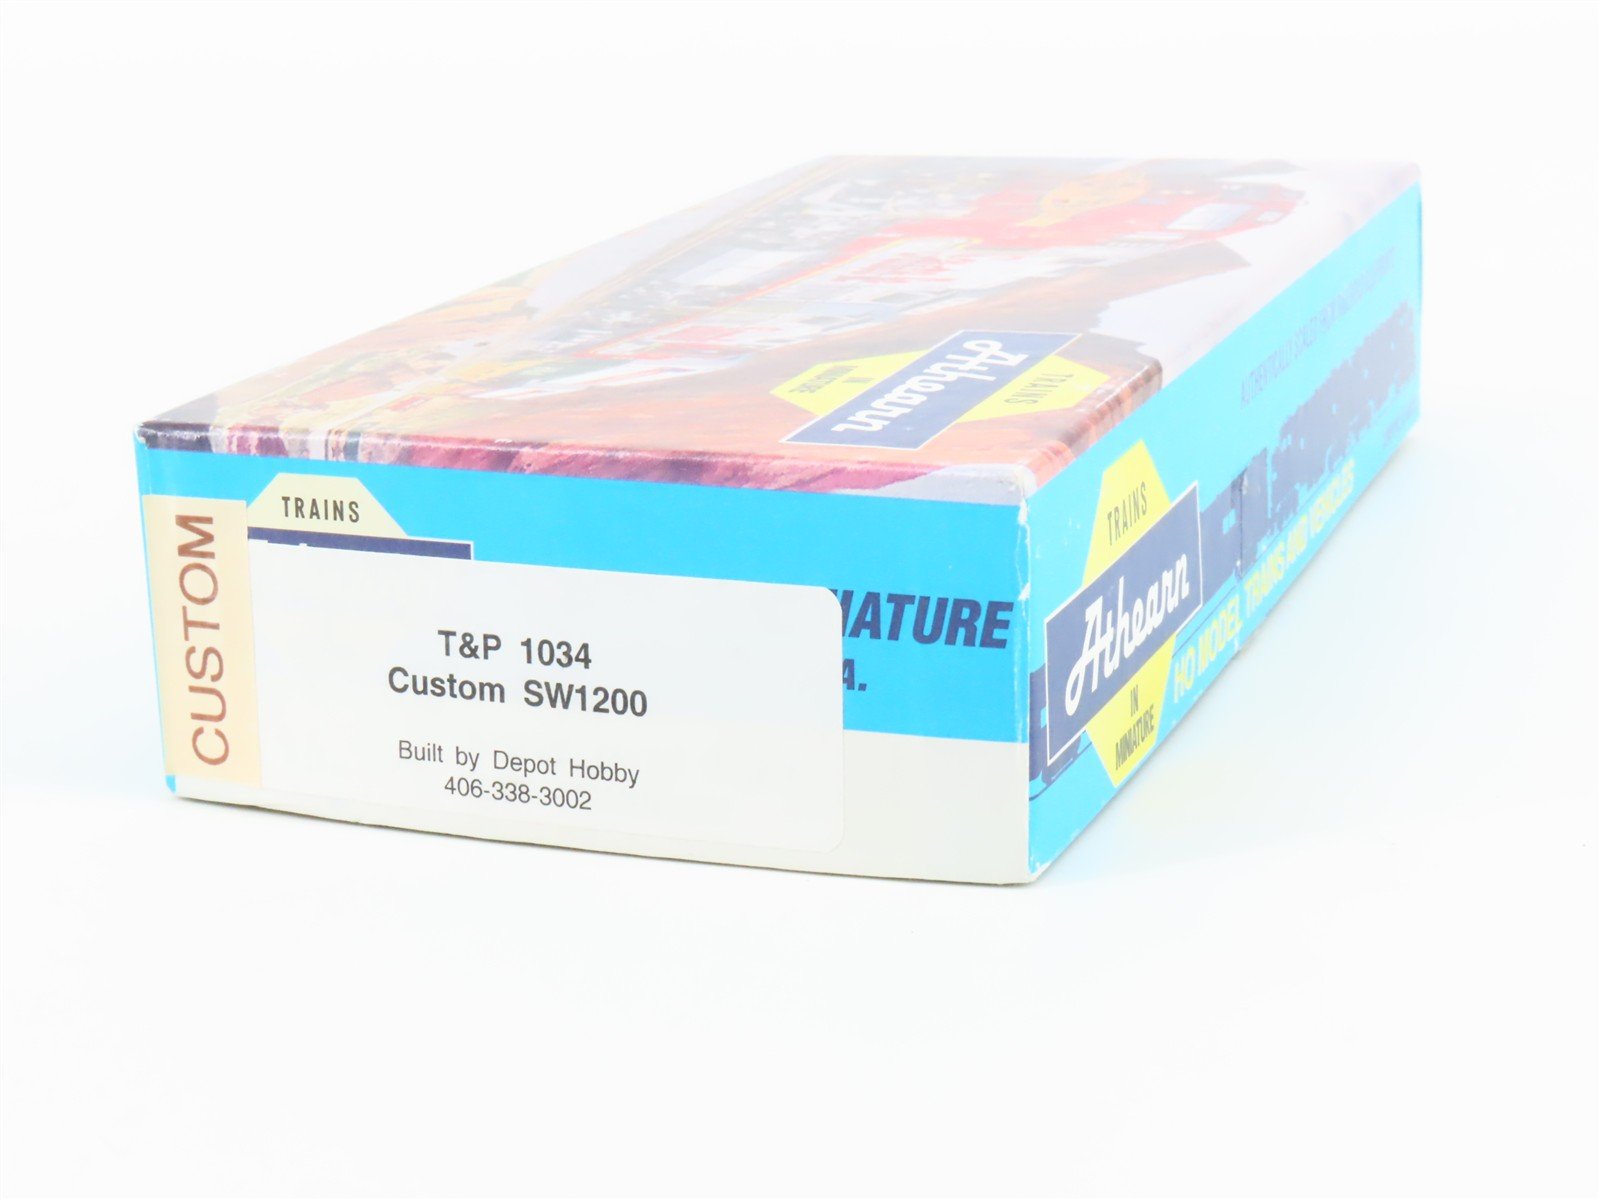 Athearn
TRAINS
IN
MINIATURE
TRAINS
CUSTOM
T&P 1034
Custom SW1200
Built by Depot Hobby
406-338-3002
IATURE
A.
TRAINS
Athearn
IN
MINIATURE
HO MODEL TRAINS AND VEHICLES